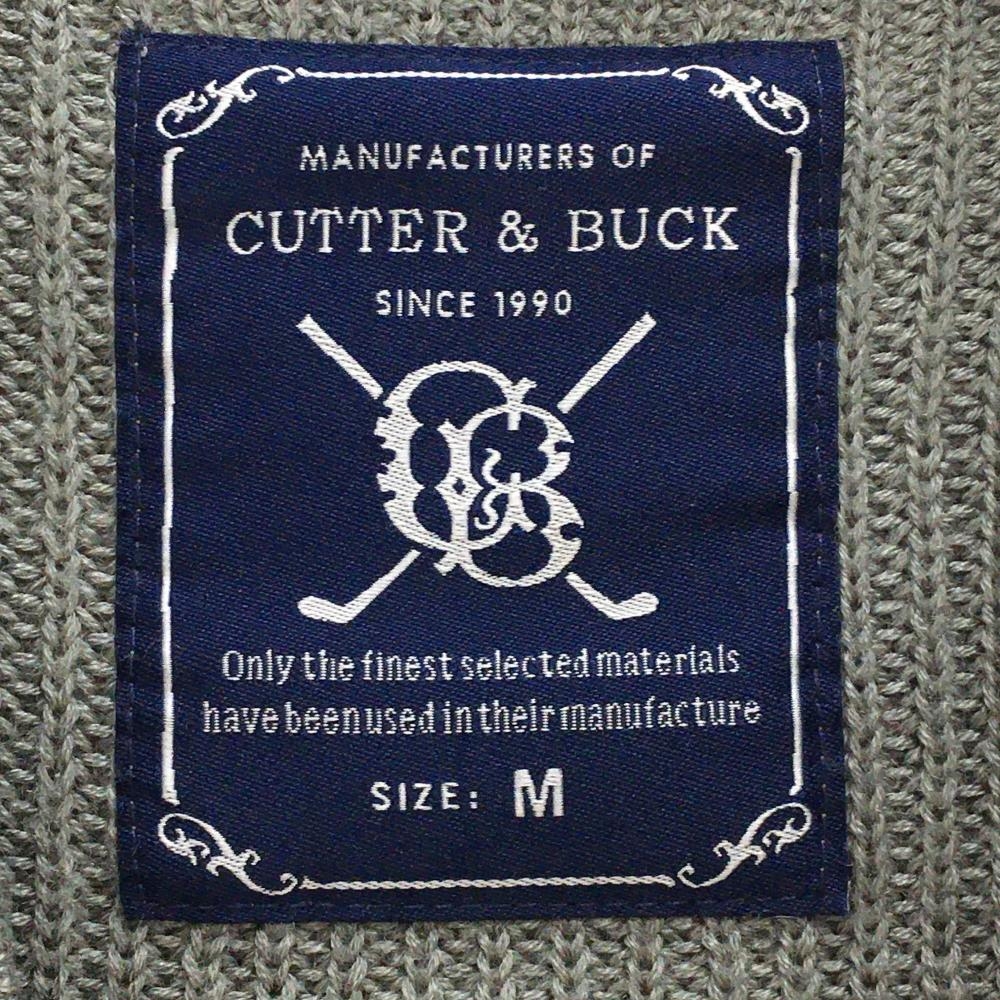 MANUFACTURERS OF
CUTTER & BUCK
SINCE 1990
C&B
Only the finest selected materials
have been used in their manufacture
SIZE: M